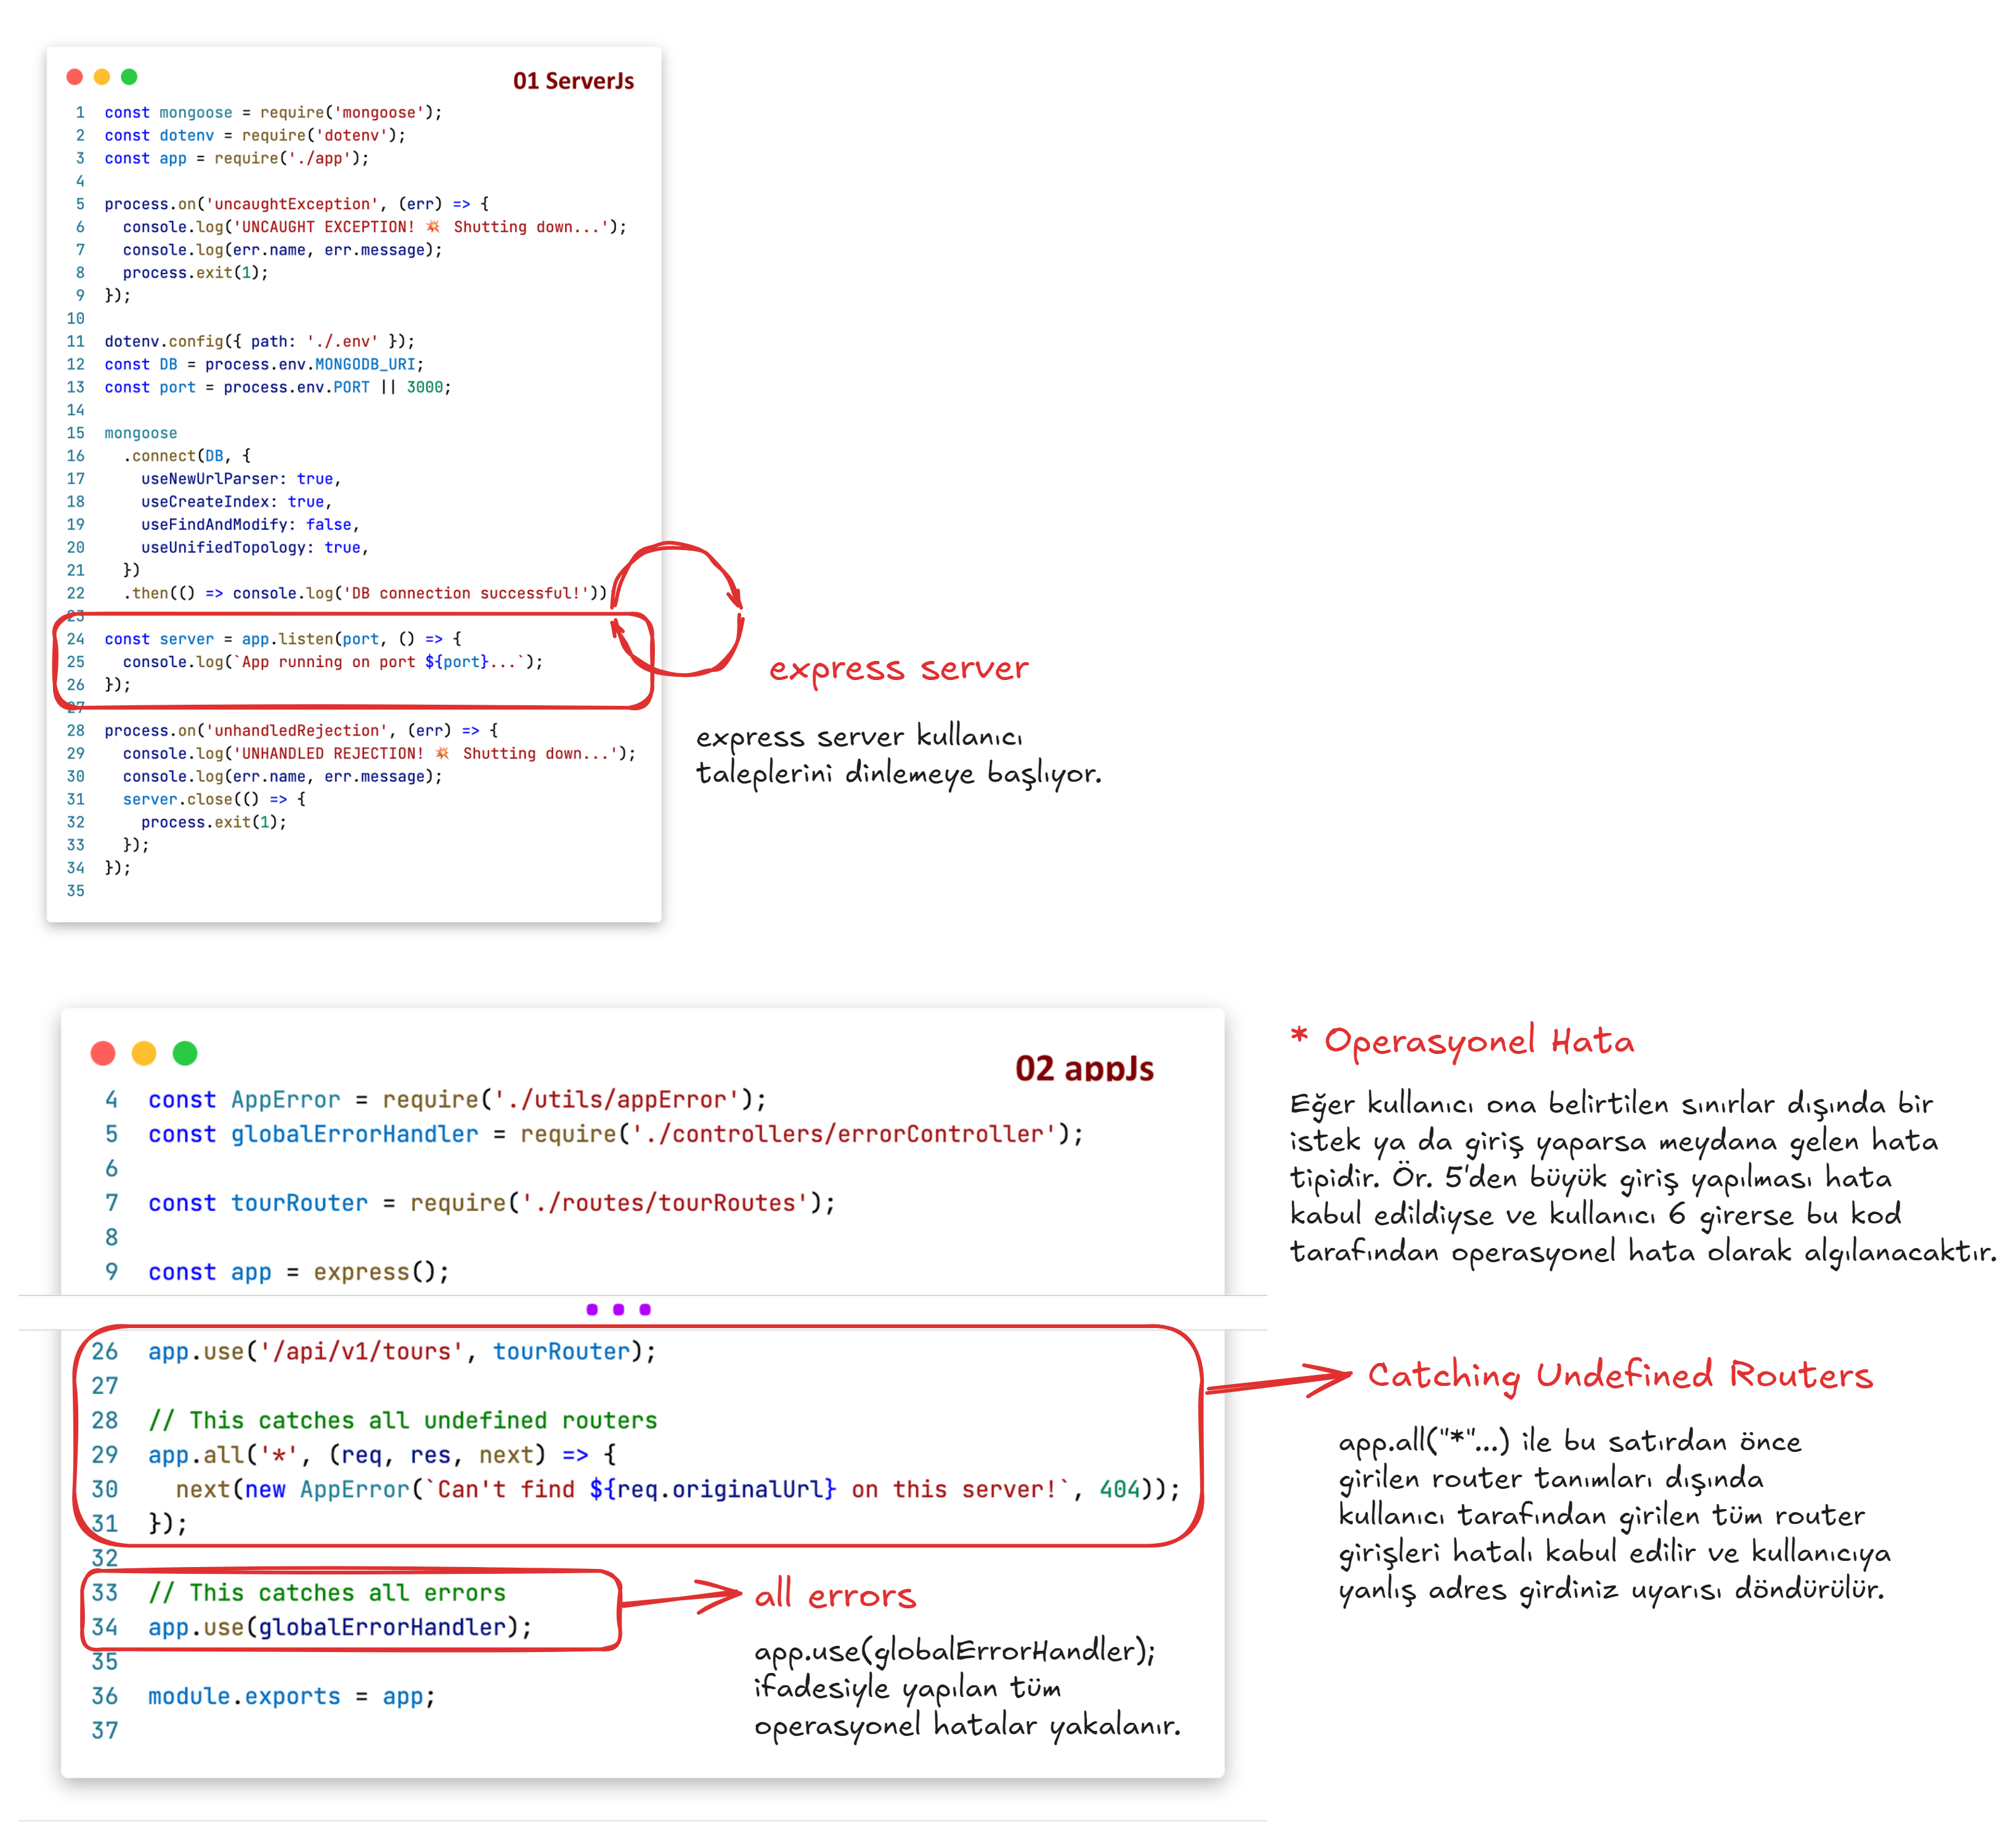 01 ServerJs
1 const mongoose = require('mongoose');
2 const dotenv = require('dotenv');
3 const app = require('./app');
4
5 process.on('uncaughtException', (err) => {
6   console.log('UNCAUGHT EXCEPTION! 💥 Shutting down...');
7   console.log(err.name, err.message);
8   process.exit(1);
9 });
10
11 dotenv.config({ path: './.env' });
12 const DB = process.env.MONGODB_URI;
13 const port = process.env.PORT || 3000;
14
15 mongoose
16   .connect(DB, {
17     useNewUrlParser: true,
18     useCreateIndex: true,
19     useFindAndModify: false,
20     useUnifiedTopology: true,
21   })
22   .then(() => console.log('DB connection successful!'))
23
24 const server = app.listen(port, () => {
25   console.log(`App running on port ${port}...`);
26 });
27
28 process.on('unhandledRejection', (err) => {
29   console.log('UNHANDLED REJECTION! 💥 Shutting down...');
30   console.log(err.name, err.message);
31   server.close(() => {
32     process.exit(1);
33   });
34 });
35
express server
express server kullanıcı
taleplerini dinlemeye başlıyor.
02 appJs
4 const AppError = require('./utils/appError');
5 const globalErrorHandler = require('./controllers/errorController');
6
7 const tourRouter = require('./routes/tourRoutes');
8
9 const app = express();
...
26 app.use('/api/v1/tours', tourRouter);
27
28 // This catches all undefined routers
29 app.all('*', (req, res, next) => {
30   next(new AppError(`Can't find ${req.originalUrl} on this server!`, 404));
31 });
32
33 // This catches all errors
34 app.use(globalErrorHandler);
35
36 module.exports = app;
37
* Operasyonel Hata
Eğer kullanıcı ona belirtilen sınırlar dışında bir
istek ya da giriş yaparsa meydana gelen hata
tipidir. Ör. 5'den büyük giriş yapılması hata
kabul edildiyse ve kullanıcı 6 girerse bu kod
tarafından operasyonel hata olarak algılanacaktır.
Catching Undefined Routers
app.all("*"...) ile bu satırdan önce
girilen router tanımları dışında
kullanıcı tarafından girilen tüm router
girişleri hatalı kabul edilir ve kullanıcıya
yanlış adres girdiniz uyarısı döndürülür.
all errors
app.use(globalErrorHandler);
ifadesiyle yapılan tüm
operasyonel hatalar yakalanır.